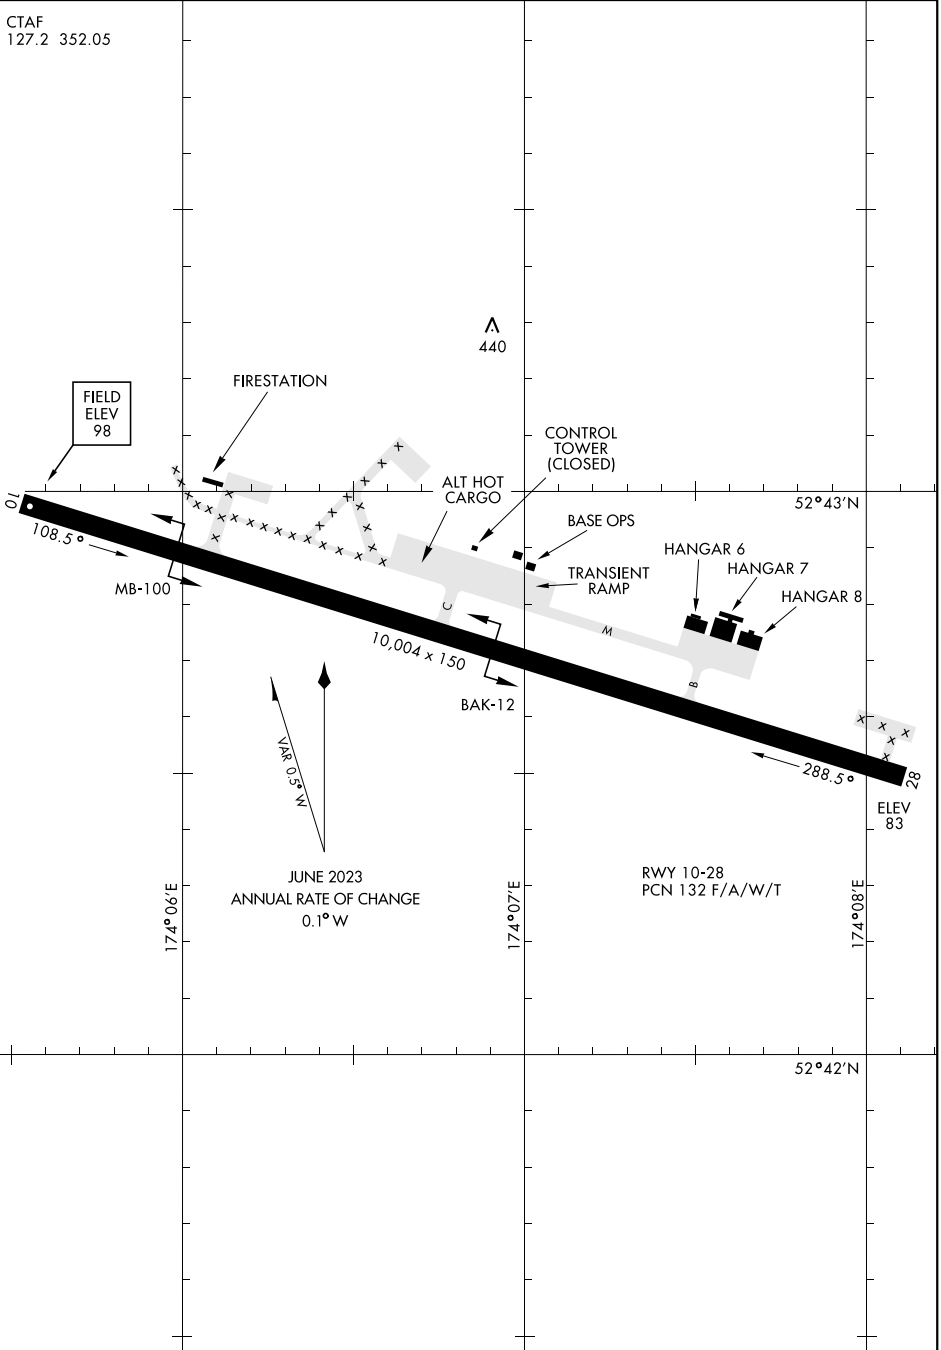 CTAF
127.2 352.05
440
FIRESTATION
FIELD
ELEV
98
CONTROL
TOWER
(CLOSED)
ALT HOT
CARGO
52°43'N
10
108.5°
BASE OPS
HANGAR 6
HANGAR 7
TRANSIENT
RAMP
HANGAR 8
MB-100
C
M
10,004 x 150
B
BAK-12
VAR 0.5° W
288.5°
28
ELEV
83
JUNE 2023
ANNUAL RATE OF CHANGE
0.1° W
RWY 10-28
PCN 132 F/A/W/T
174°06'E
174°07'E
174°08'E
52°42'N